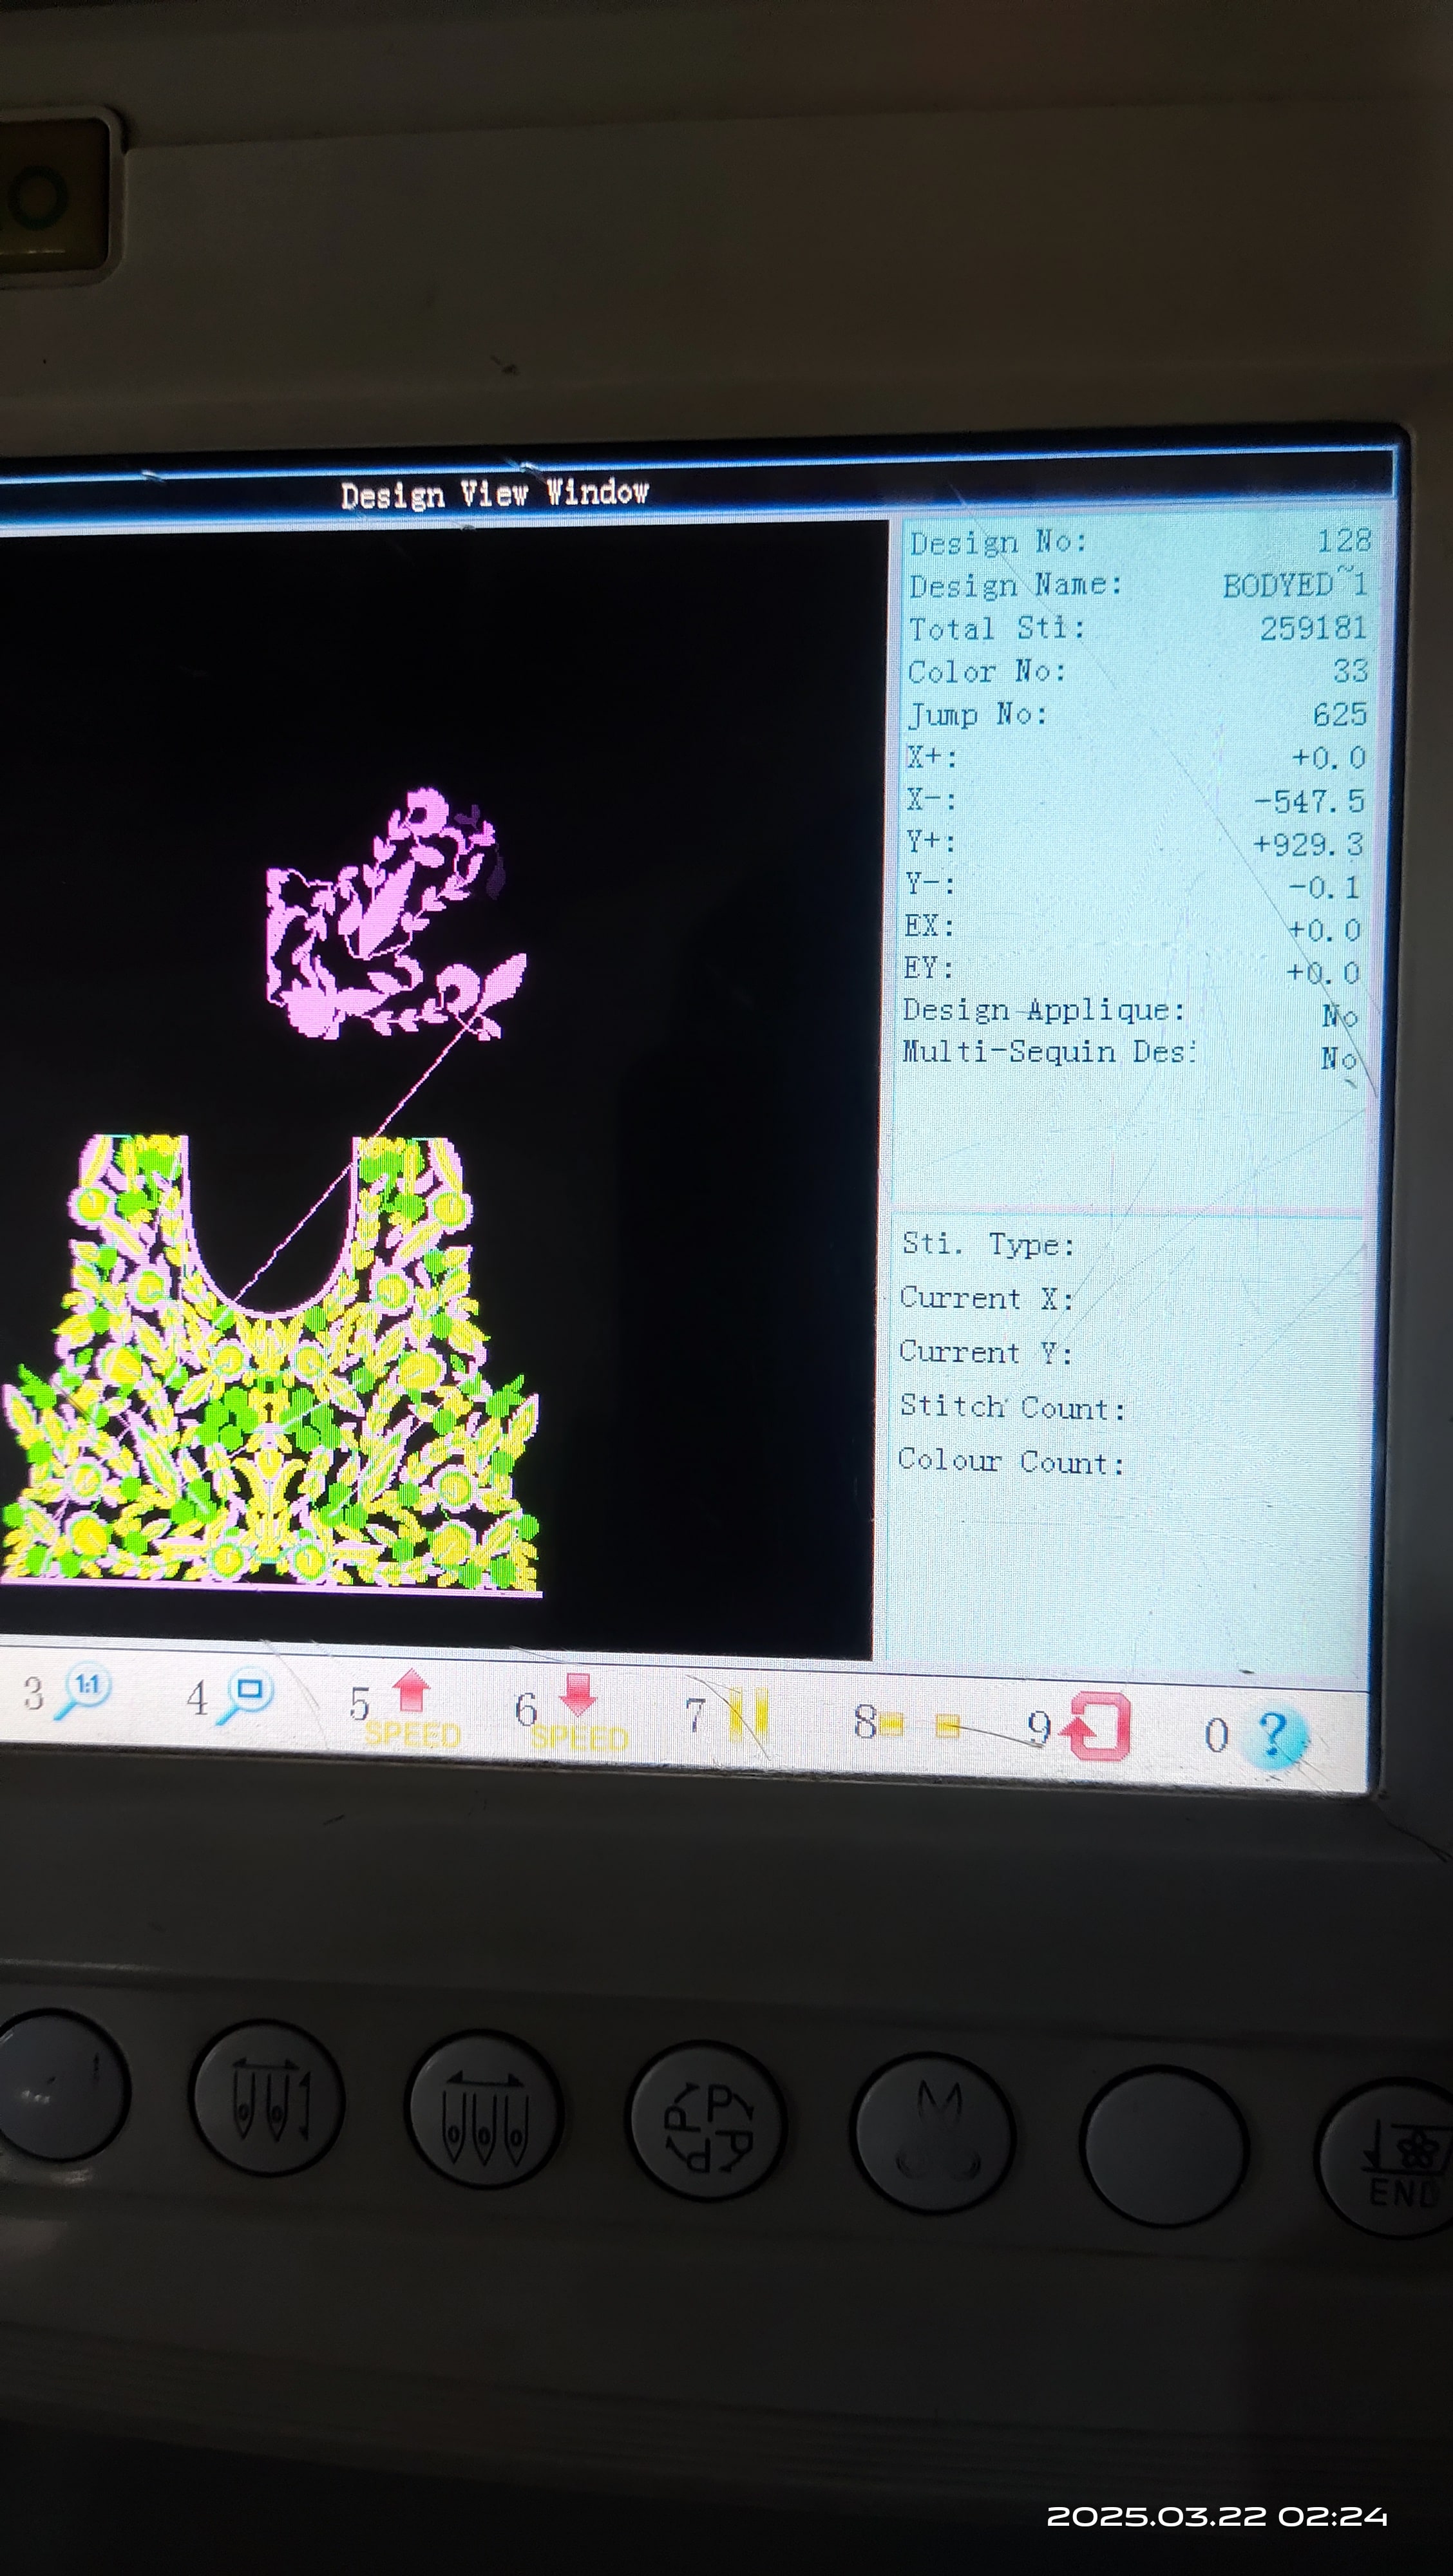 Design View Window
Design No: 128
Design Name: BODYED~1
Total Sti: 259181
Color No: 33
Jump No: 625
X+: +0.0
X-: -547.5
Y+: +929.3
Y-: -0.1
EX: +0.0
EY: +0.0
Design Applique: No
Multi-Sequin Des: No
Sti. Type:
Current X:
Current Y:
Stitch Count:
Colour Count:
3 1:1 4 5 SPEED 6 SPEED 7 8 9 0 ?
P P P P
END
2025.03.22 02:24